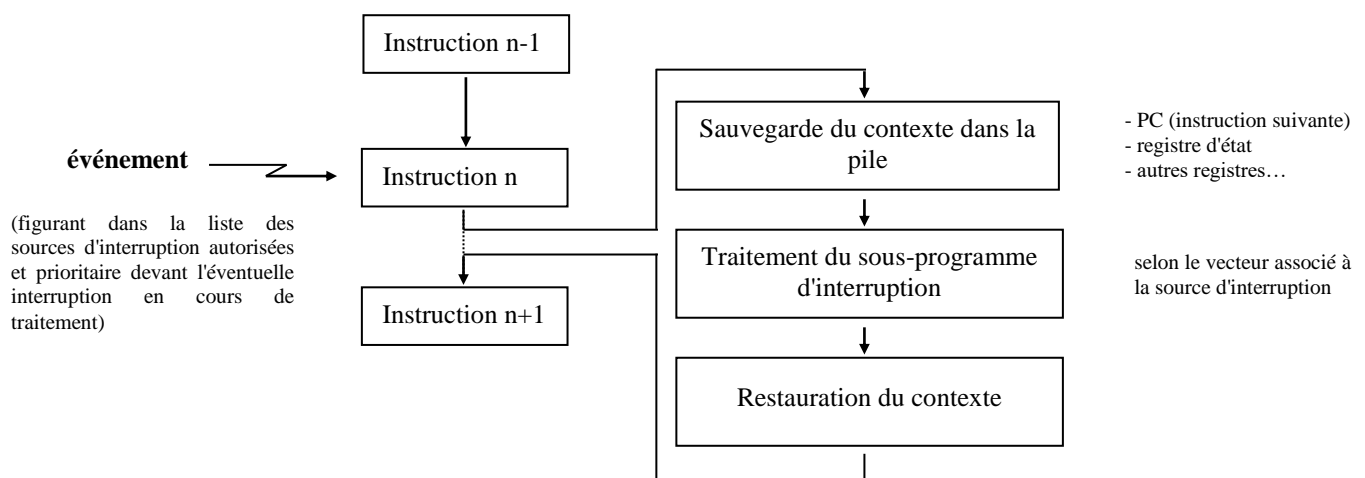 Instruction n-1
Sauvegarde du contexte dans la
pile
- PC (instruction suivante)
- registre d'état
- autres registres…
événement
Instruction n
(figurant dans la liste des
sources d'interruption autorisées
et prioritaire devant l'éventuelle
interruption en cours de
traitement)
Traitement du sous-programme
d'interruption
selon le vecteur associé à
la source d'interruption
Instruction n+1
Restauration du contexte